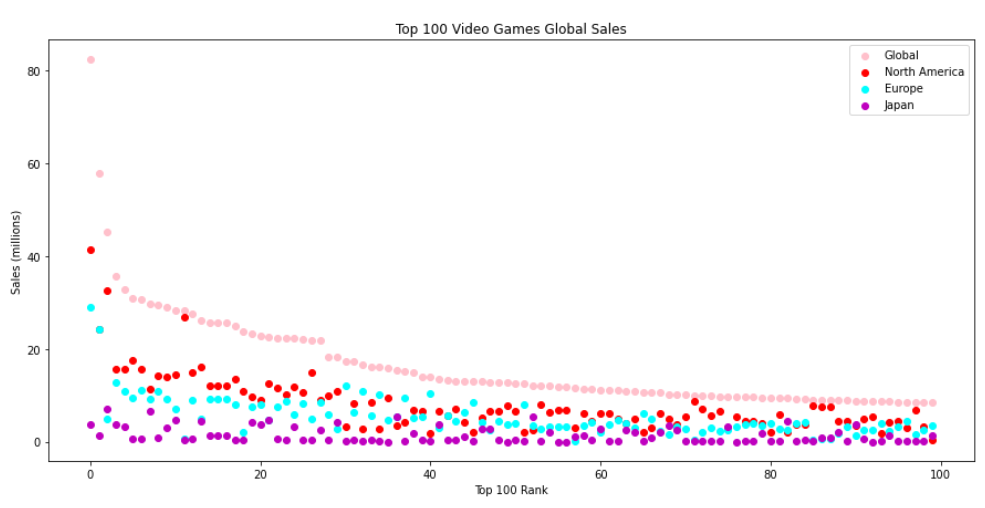 Top 100 Video Games Global Sales
Global
North America
Europe
Japan
Sales (millions)
80
60
40
20
0
0 20 40 60 80 100
Top 100 Rank